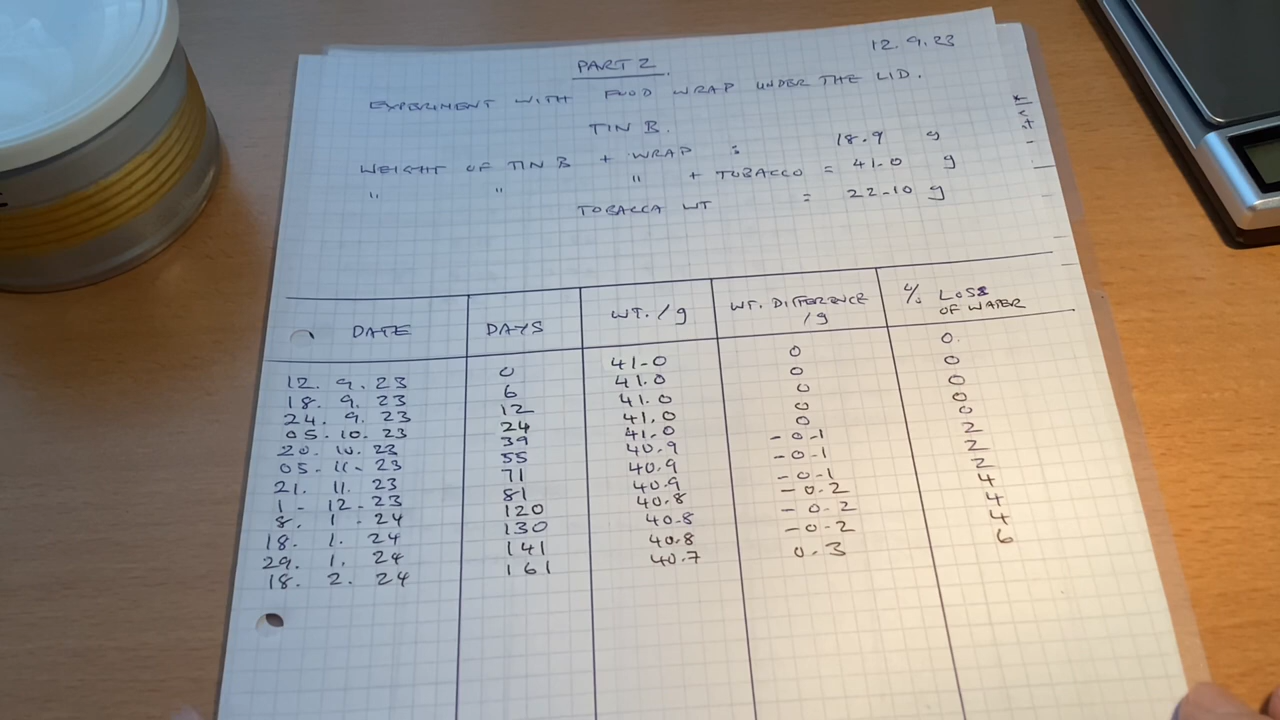 12.9.23
PART 2
EXPERIMENT WITH FOOD WRAP UNDER THE LID.
TIN B.
WEIGHT OF TIN B + WRAP : 18.9 g
" " " + TOBACCO = 41.0 g
TOBACCA WT = 22.10 g
DATE DAYS WT. / g WT. DIFFERENCE / g % LOSS OF WATER
12. 9. 23 0 41.0 0 0.
18. 9. 23 6 41.0 0 0
24. 9. 23 12 41.0 0 0
05. 10. 23 24 41.0 0 0
20. 10. 23 39 41.0 0 0
05. 11. 23 55 40.9 -0.1 2
21. 11. 23 71 40.9 -0.1 2
1. 12. 23 81 40.9 -0.1 2
8. 1. 24 120 40.8 -0.2 4
18. 1. 24 130 40.8 -0.2 4
29. 1. 24 141 40.8 -0.2 4
18. 2. 24 161 40.7 0.3 6